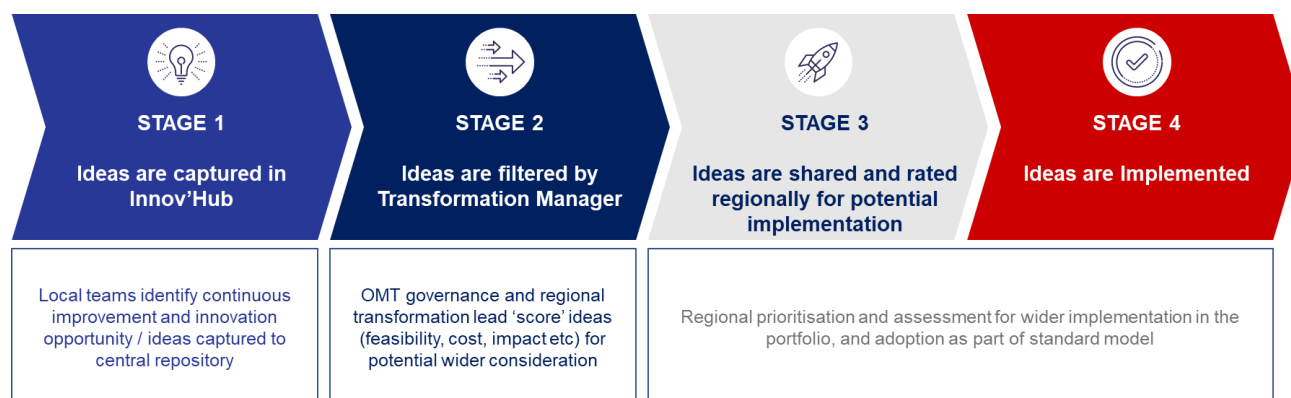 STAGE 1
Ideas are captured in
Innov'Hub
STAGE 2
Ideas are filtered by
Transformation Manager
STAGE 3
Ideas are shared and rated
regionally for potential
implementation
STAGE 4
Ideas are Implemented
Local teams identify continuous
improvement and innovation
opportunity / ideas captured to
central repository
OMT governance and regional
transformation lead ‘score’ ideas
(feasibility, cost, impact etc) for
potential wider consideration
Regional prioritisation and assessment for wider implementation in the
portfolio, and adoption as part of standard model